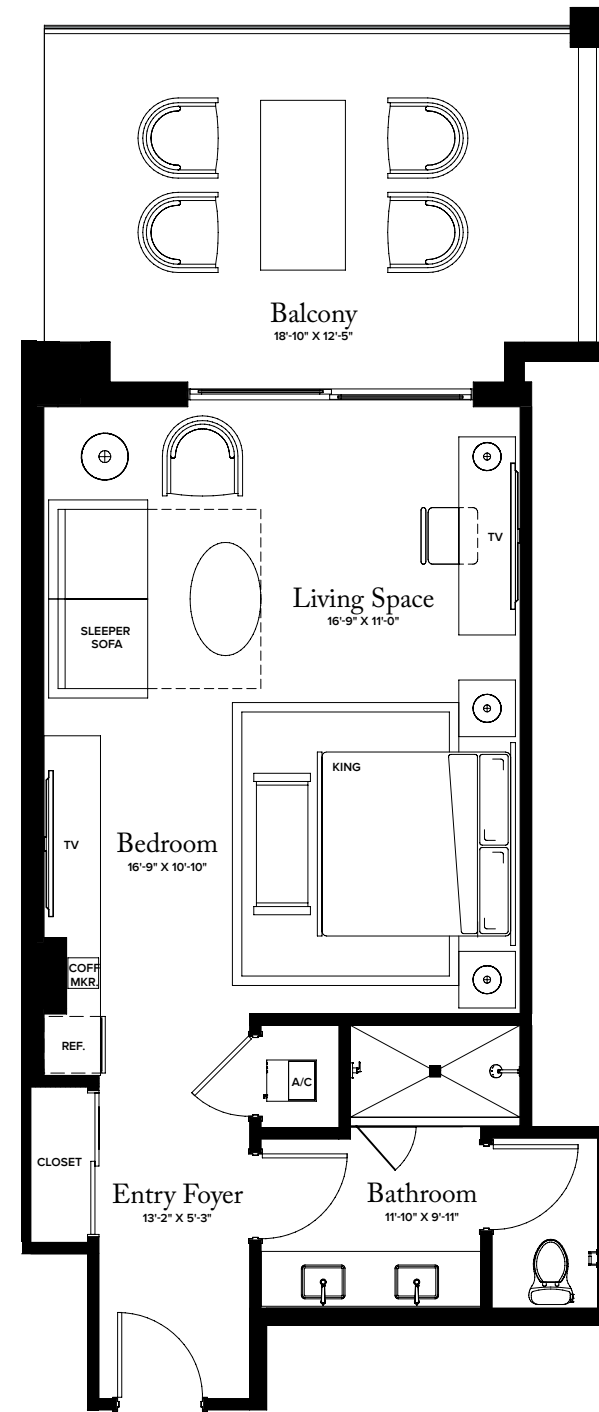 Balcony
18'-10" X 12'-5"
TV
Living Space
16'-9" X 11'-0"
SLEEPER
SOFA
KING
TV
Bedroom
16'-9" X 10'-10"
COFF
MKR.
REF.
A/C
CLOSET
Entry Foyer
13'-2" X 5'-3"
Bathroom
11'-10" X 9'-11"